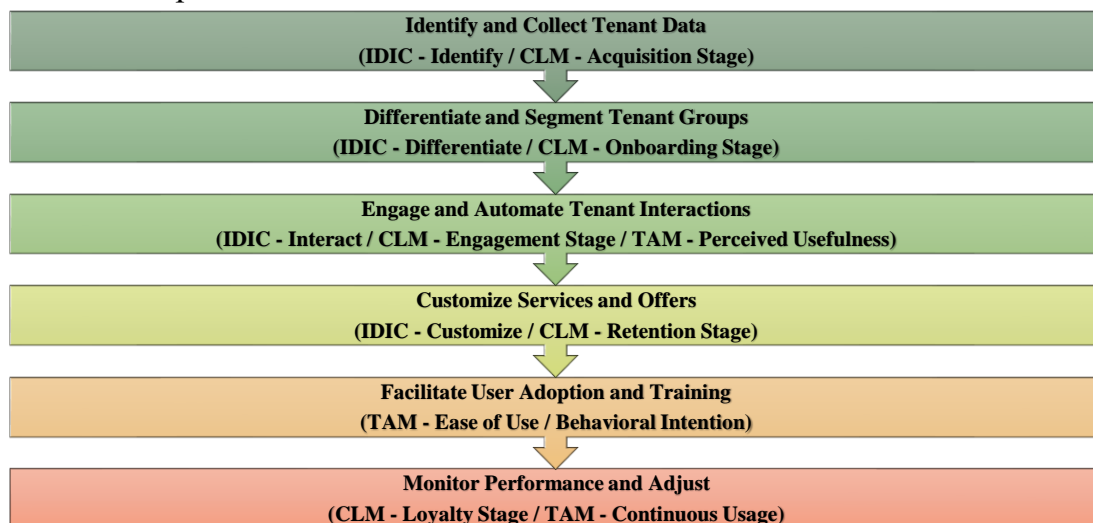 Identify and Collect Tenant Data
(IDIC - Identify / CLM - Acquisition Stage)
Differentiate and Segment Tenant Groups
(IDIC - Differentiate / CLM - Onboarding Stage)
Engage and Automate Tenant Interactions
(IDIC - Interact / CLM - Engagement Stage / TAM - Perceived Usefulness)
Customize Services and Offers
(IDIC - Customize / CLM - Retention Stage)
Facilitate User Adoption and Training
(TAM - Ease of Use / Behavioral Intention)
Monitor Performance and Adjust
(CLM - Loyalty Stage / TAM - Continuous Usage)